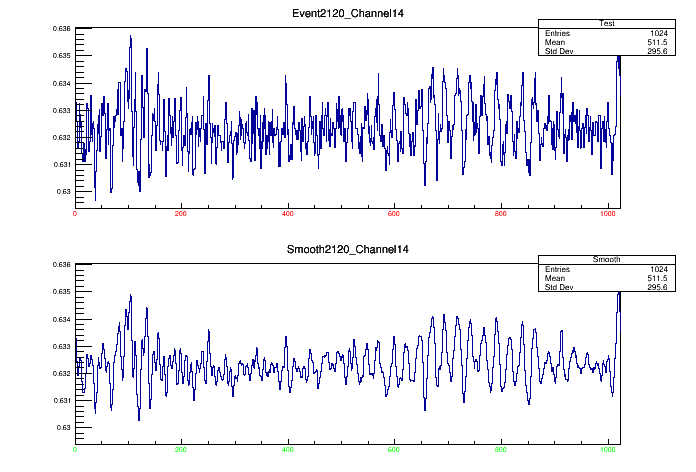 Event2120_Channel14
Test
Entries 1024
Mean 511.5
Std Dev 295.6
0.636
0.635
0.634
0.633
0.632
0.631
0.63
0 200 400 600 800 1000
Smooth2120_Channel14
Smooth
Entries 1024
Mean 511.5
Std Dev 295.6
0.636
0.635
0.634
0.633
0.632
0.631
0.63
0 200 400 600 800 1000